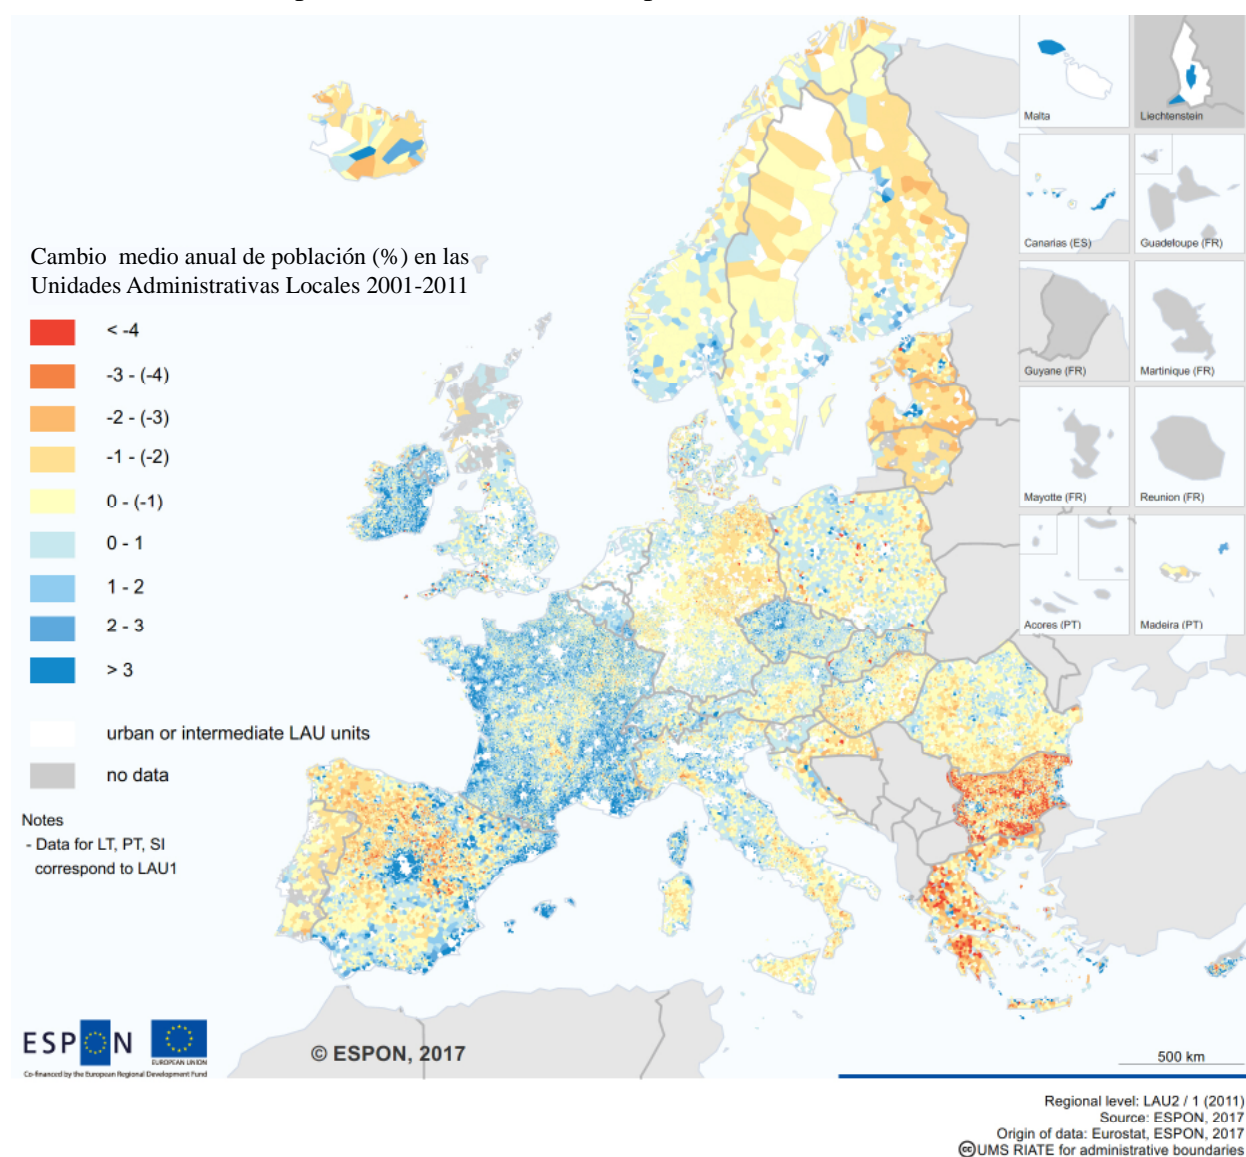 Malta
Liechtenstein
Canarias (ES)
Guadeloupe (FR)
Cambio medio anual de población (%) en las
Unidades Administrativas Locales 2001-2011
< -4
-3 - (-4)
-2 - (-3)
-1 - (-2)
0 - (-1)
0 - 1
1 - 2
2 - 3
> 3
urban or intermediate LAU units
no data
Guyane (FR)
Martinique (FR)
Mayotte (FR)
Reunion (FR)
Acores (PT)
Madeira (PT)
Notes
- Data for LT, PT, SI
correspond to LAU1
ESPON
EUROPEAN UNION
Co-financed by the European Regional Development Fund
© ESPON, 2017
500 km
Regional level: LAU2 / 1 (2011)
Source: ESPON, 2017
Origin of data: Eurostat, ESPON, 2017
UMS RIATE for administrative boundaries